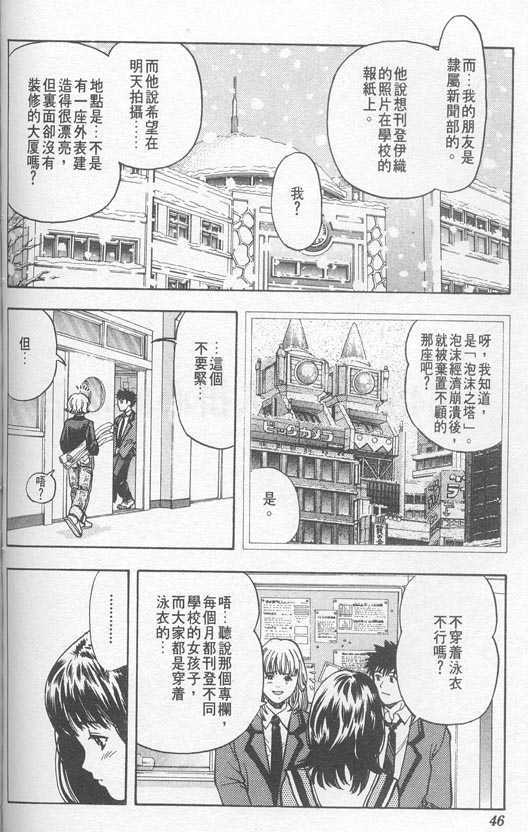 而…我的朋友是
隸屬新聞部的。
他說想刊登伊織
的照片在學校的
報紙上。
我？
而他說希望在
明天拍攝……
地點是…不是
有一座外表建
造得很漂亮，
但裏面卻沒有
裝修的大厦嗎？
呀，我知道，
是「泡沫之塔」。
泡沫經濟崩潰後，
就被棄置不顧的
那座吧？
ビッグカメラ
是。
…這個
不要緊…
但…
唔？
不穿着泳衣
不行嗎？
唔…聽說那個專欄，
每個月都刊登不同
學校的女孩子，
而大家都是穿着
泳衣的…
…………
46